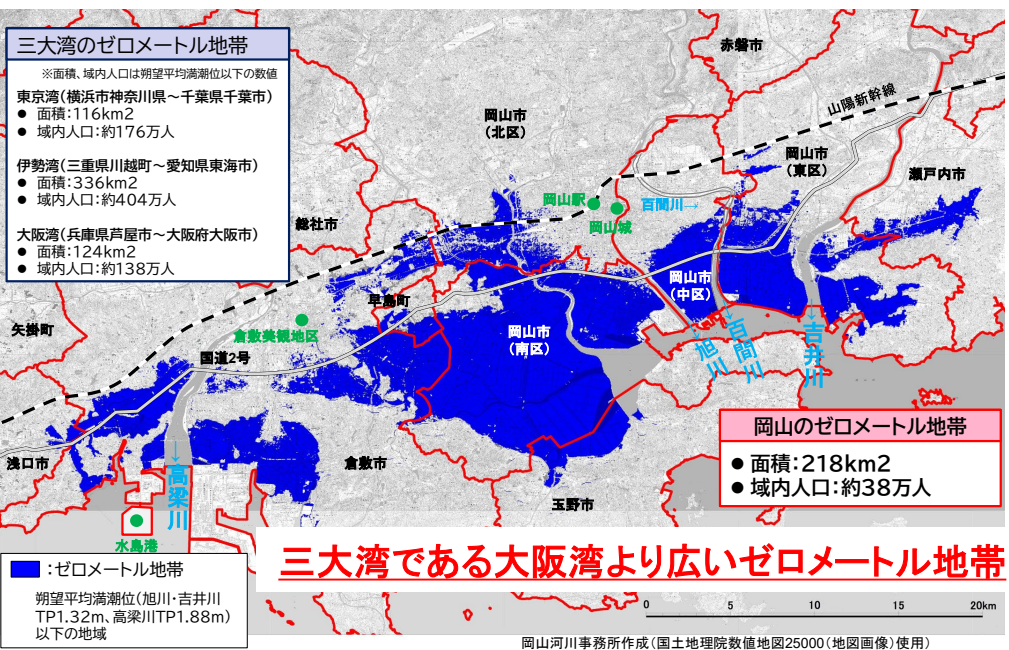 三大湾のゼロメートル地帯
※面積、域内人口は朔望平均満潮位以下の数値
東京湾(横浜市神奈川県~千葉県千葉市)
● 面積:116km2
● 域内人口:約176万人
伊勢湾(三重県川越町~愛知県東海市)
● 面積:336km2
● 域内人口:約404万人
大阪湾(兵庫県芦屋市~大阪府大阪市)
● 面積:124km2
● 域内人口:約138万人
赤磐市
山陽新幹線
岡山市
(北区)
岡山市
(東区)
瀬戸内市
岡山駅
百間川→
岡山城
総社市
早島町
岡山市
(中区)
矢掛町
倉敷美観地区
国道2号
岡山市
(南区)
→旭川
→百間川
→吉井川
浅口市
→高梁川
倉敷市
玉野市
水島港
岡山のゼロメートル地帯
● 面積:218km2
● 域内人口:約38万人
三大湾である大阪湾より広いゼロメートル地帯
:ゼロメートル地帯
朔望平均満潮位(旭川・吉井川
TP1.32m、高梁川TP1.88m)
以下の地域
0 5 10 15 20km
岡山河川事務所作成(国土地理院数値地図25000(地図画像)使用)